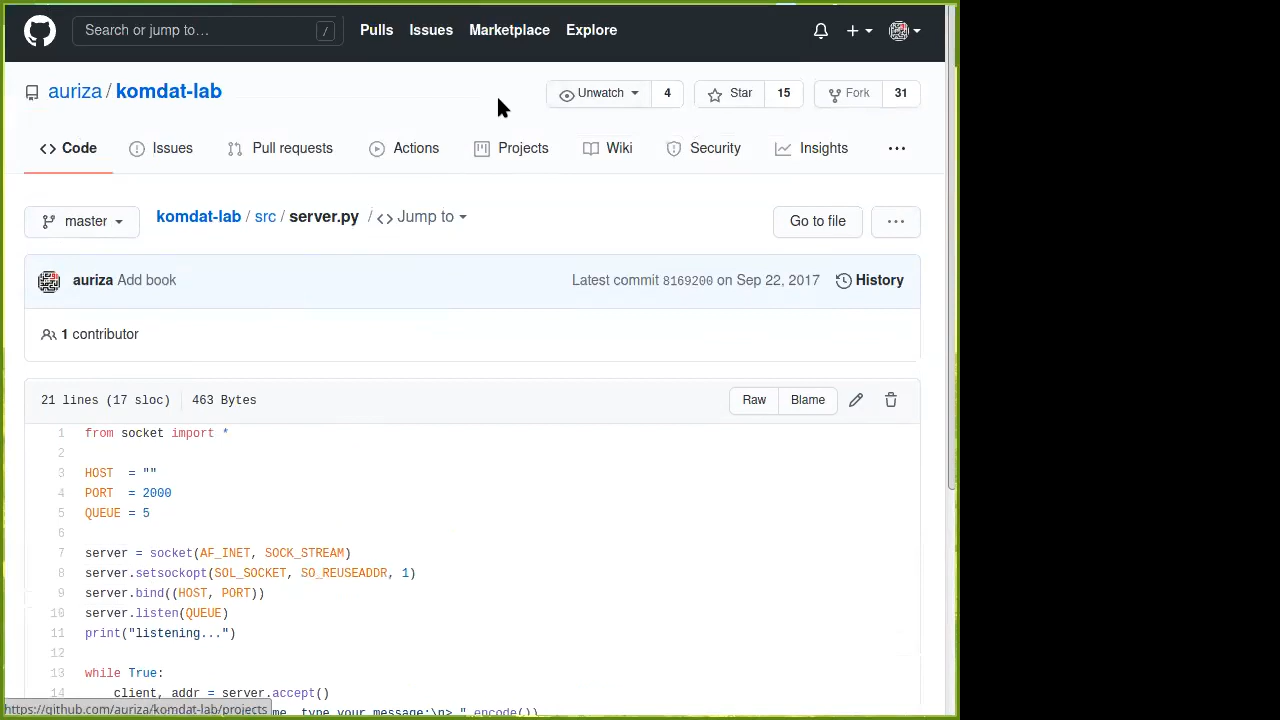 Search or jump to… / Pulls Issues Marketplace Explore
auriza / komdat-lab Unwatch 4 Star 15 Fork 31
Code Issues Pull requests Actions Projects Wiki Security Insights
master komdat-lab / src / server.py / <> Jump to Go to file
auriza Add book Latest commit 8169200 on Sep 22, 2017 History
1 contributor
21 lines (17 sloc) 463 Bytes Raw Blame
1 from socket import *
2
3 HOST = ""
4 PORT = 2000
5 QUEUE = 5
6
7 server = socket(AF_INET, SOCK_STREAM)
8 server.setsockopt(SOL_SOCKET, SO_REUSEADDR, 1)
9 server.bind((HOST, PORT))
10 server.listen(QUEUE)
11 print("listening...")
12
13 while True:
14 client, addr = server.accept()
https://github.com/auriza/komdat-lab/projects type your message:\n> ".encode())